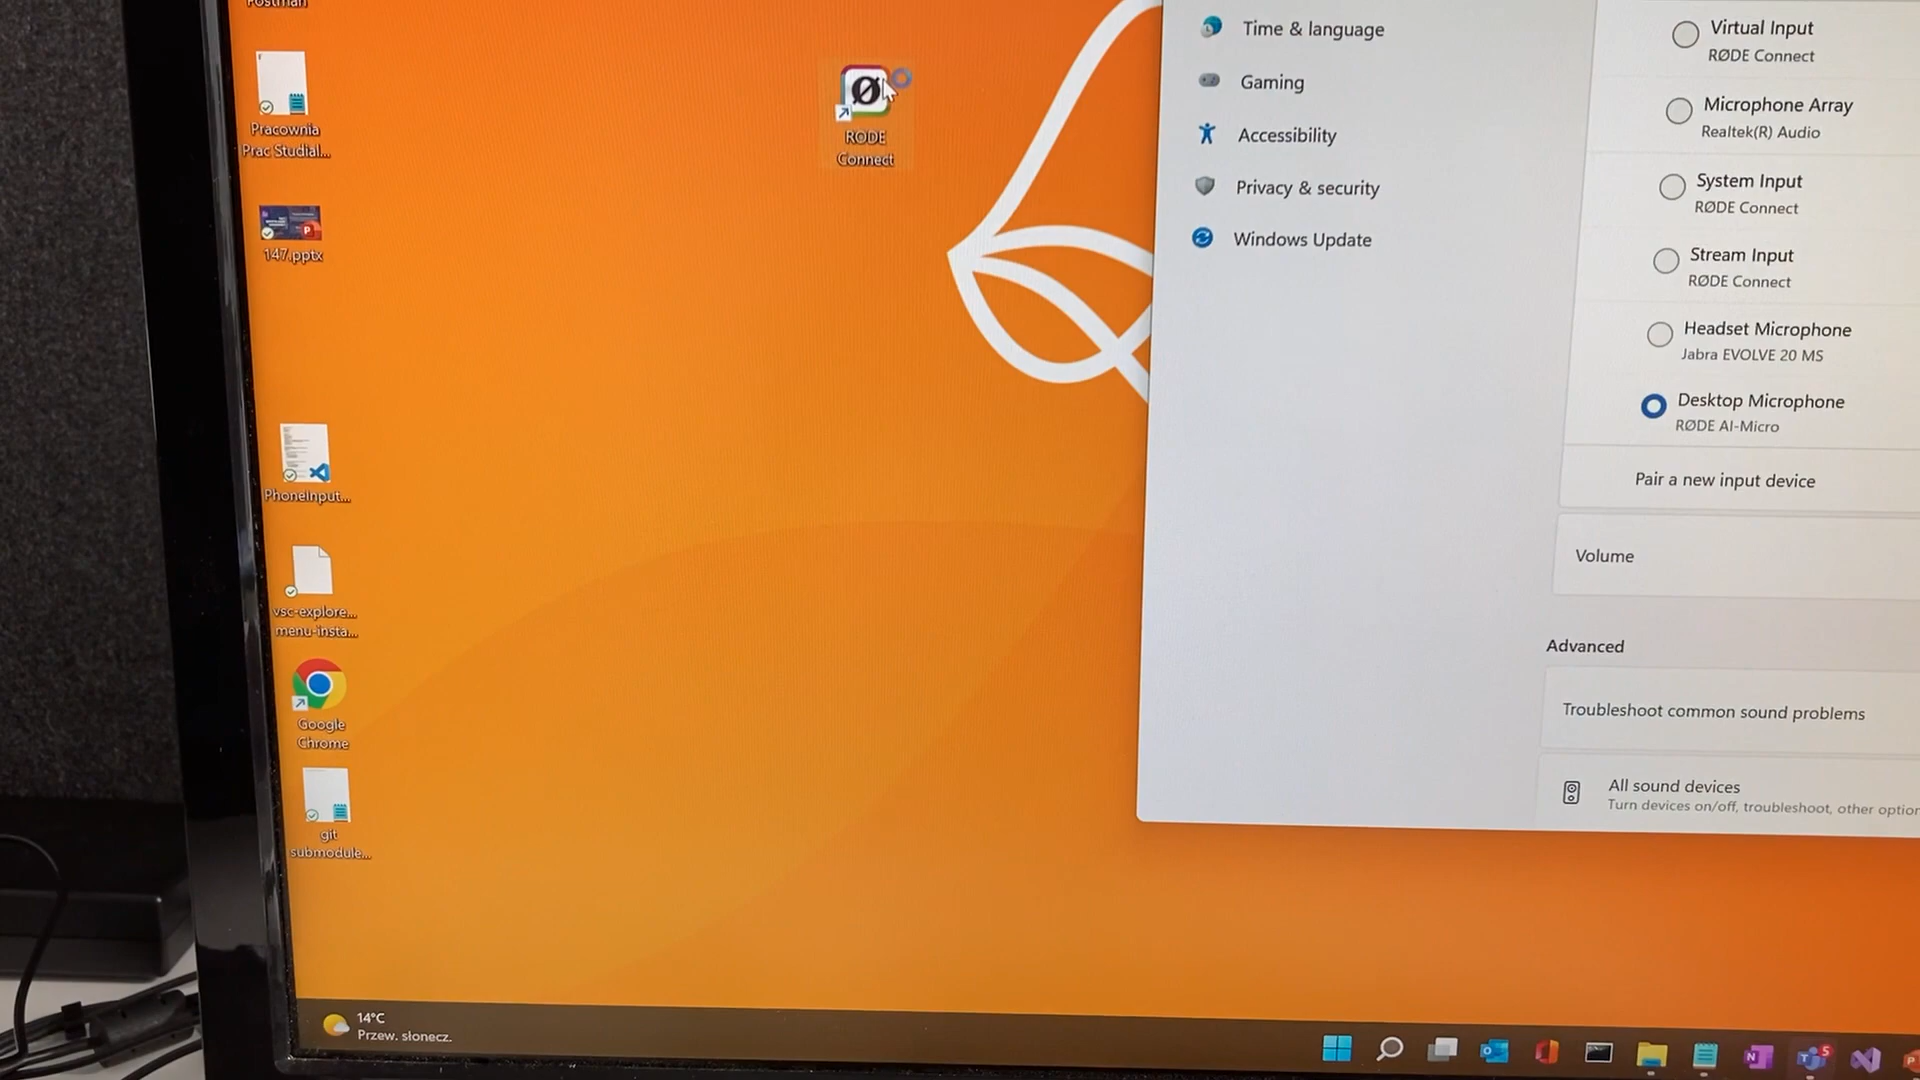 Postman
Pracownia
Prac Studial...
147.pptx
PhoneInput...
vsc-explore...
menu-insta...
Google
Chrome
git
submodule...
RODE
Connect
Time & language
Gaming
Accessibility
Privacy & security
Windows Update
Virtual Input
RØDE Connect
Microphone Array
Realtek(R) Audio
System Input
RØDE Connect
Stream Input
RØDE Connect
Headset Microphone
Jabra EVOLVE 20 MS
Desktop Microphone
RØDE AI-Micro
Pair a new input device
Volume
Advanced
Troubleshoot common sound problems
All sound devices
Turn devices on/off, troubleshoot, other option
14°C
Przew. słonecz.